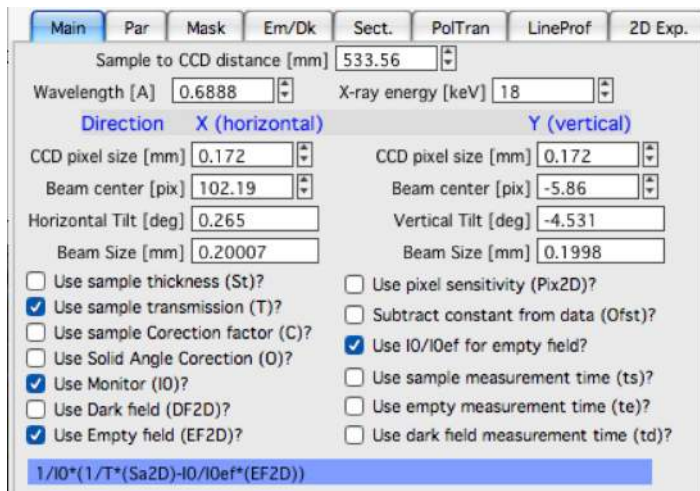 Main Par Mask Em/Dk Sect. PolTran LineProf 2D Exp.
Sample to CCD distance [mm] 533.56
Wavelength [A] 0.6888 X-ray energy [keV] 18
Direction X (horizontal) Y (vertical)
CCD pixel size [mm] 0.172 CCD pixel size [mm] 0.172
Beam center [pix] 102.19 Beam center [pix] -5.86
Horizontal Tilt [deg] 0.265 Vertical Tilt [deg] -4.531
Beam Size [mm] 0.20007 Beam Size [mm] 0.1998
Use sample thickness (St)? Use pixel sensitivity (Pix2D)?
Use sample transmission (T)? Subtract constant from data (Ofst)?
Use sample Corection factor (C)? Use I0/I0ef for empty field?
Use Solid Angle Corection (O)? Use sample measurement time (ts)?
Use Monitor (I0)? Use empty measurement time (te)?
Use Dark field (DF2D)? Use dark field measurement time (td)?
Use Empty field (EF2D)?
1/I0*(1/T*(Sa2D)-I0/I0ef*(EF2D))